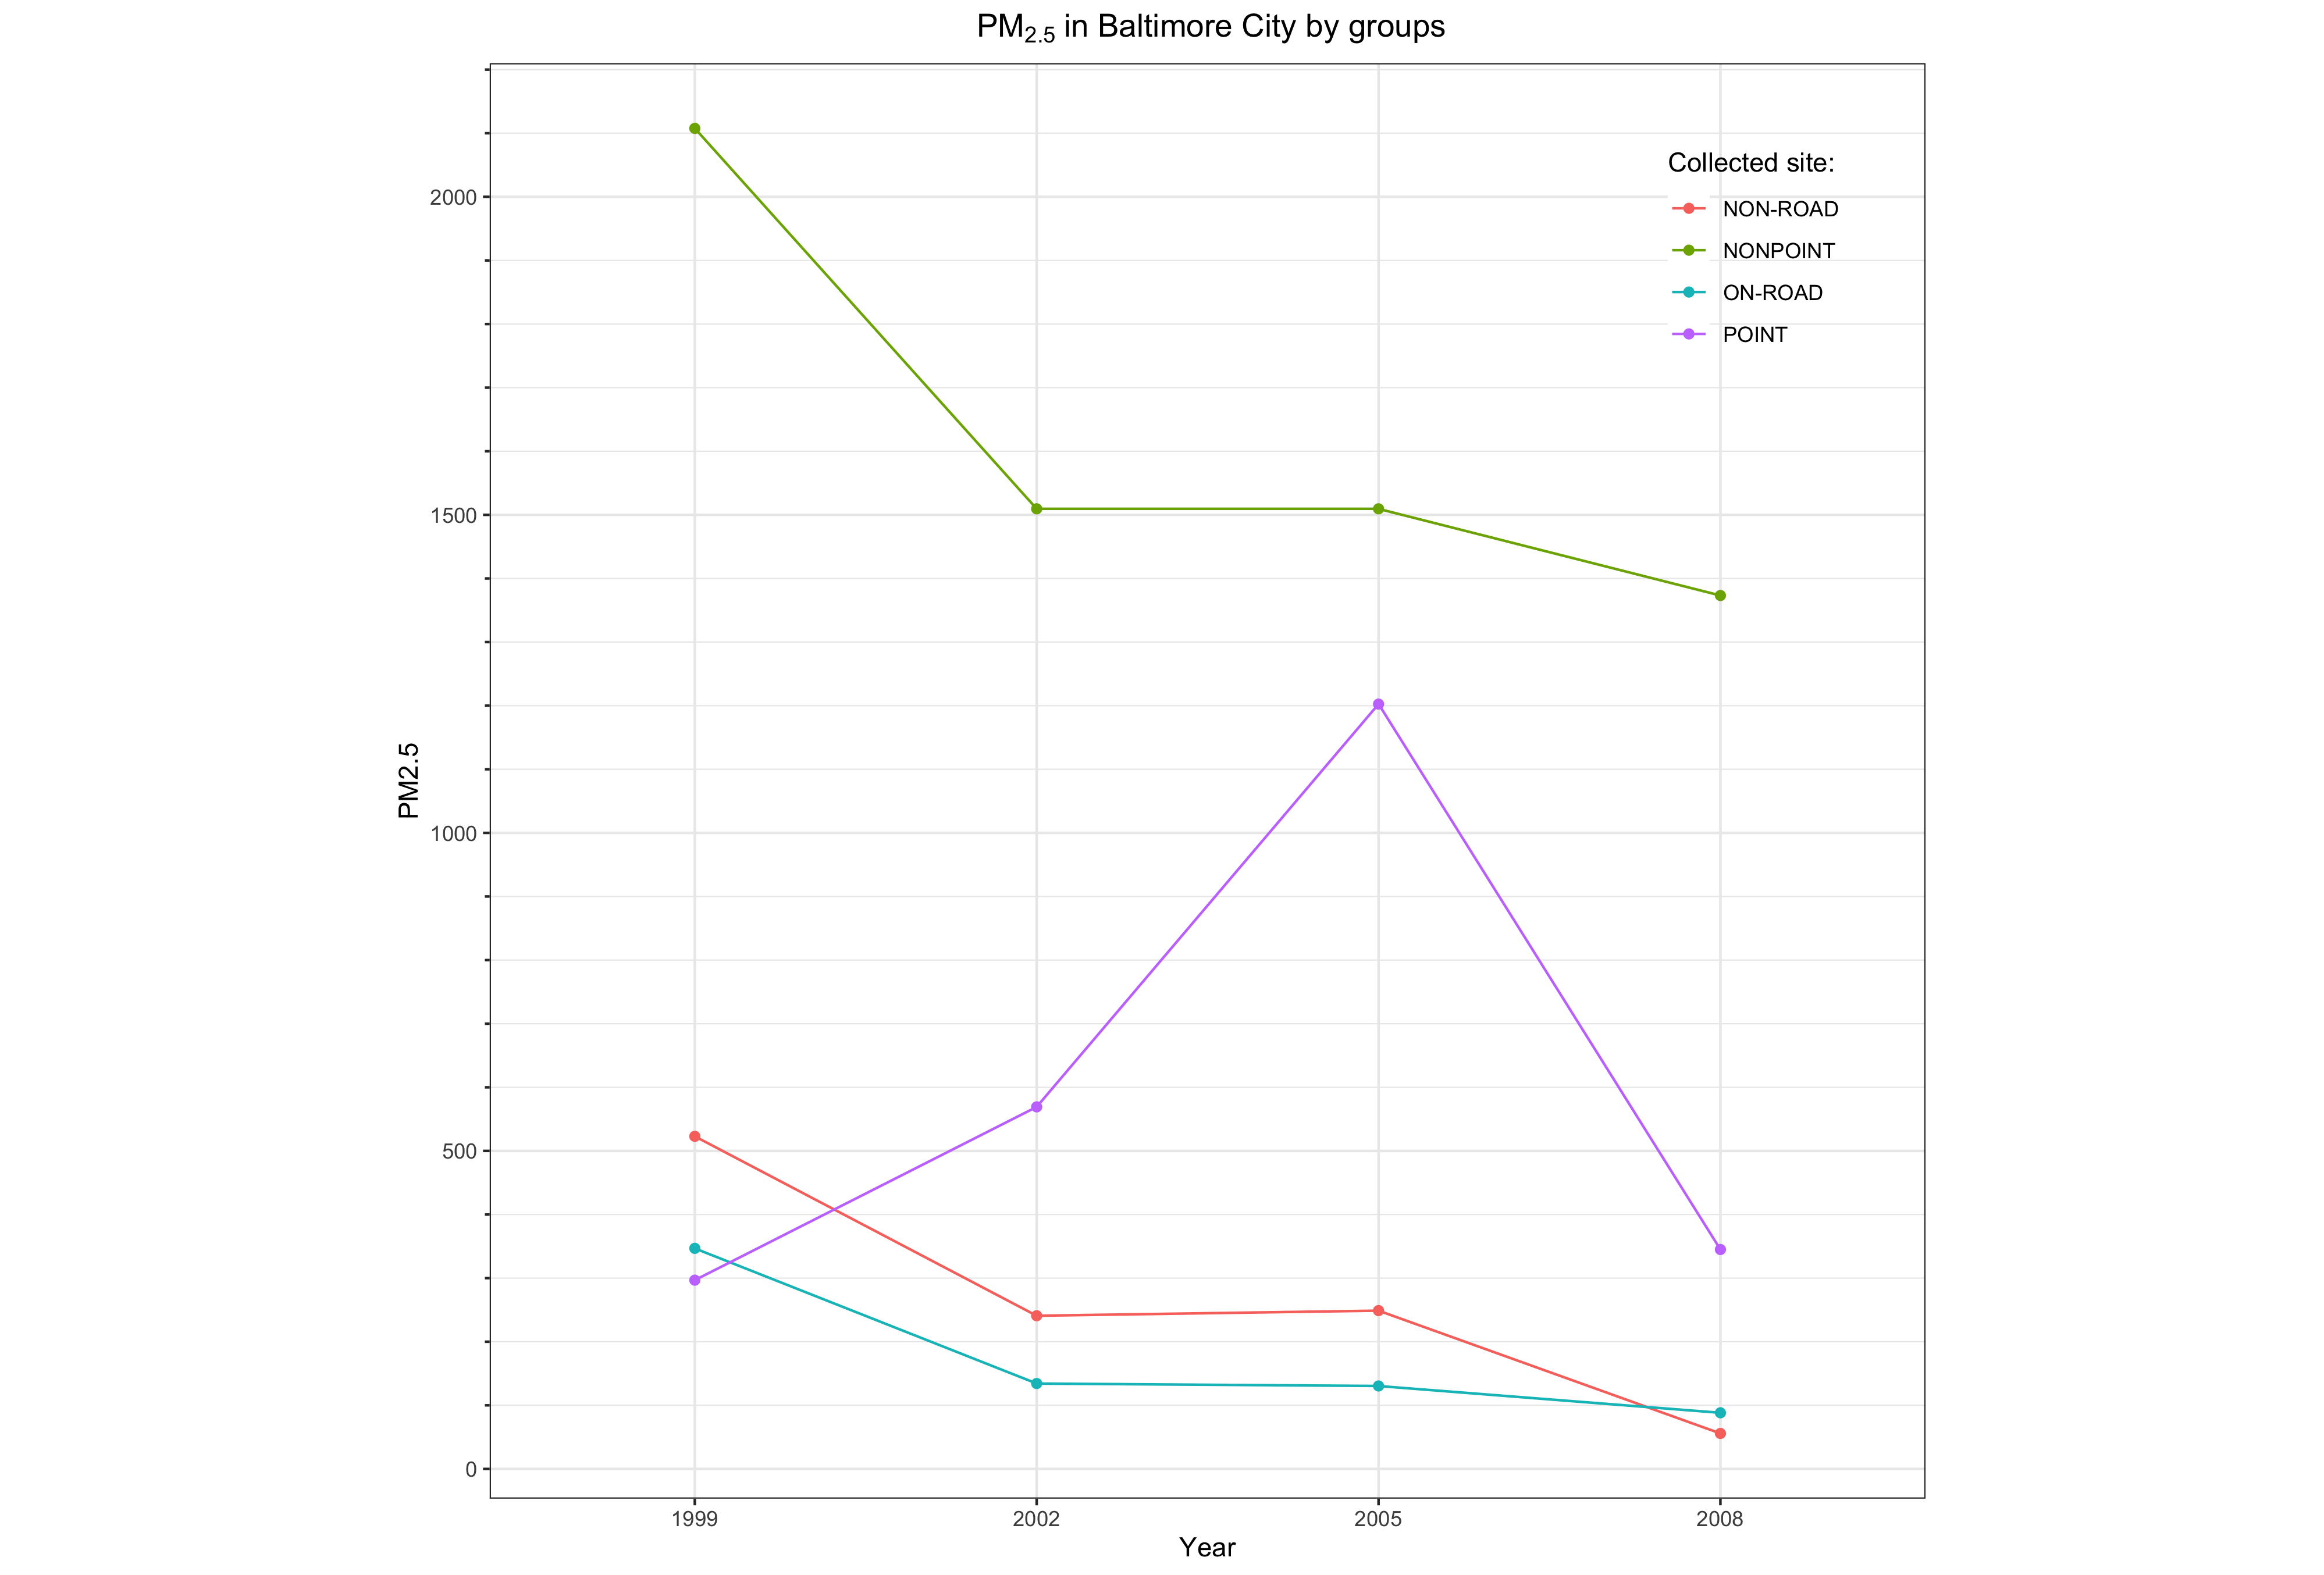 PM2.5 in Baltimore City by groups
Collected site:
NON-ROAD
NONPOINT
ON-ROAD
POINT
PM2.5
2000
1500
1000
500
0
1999 2002 2005 2008
Year